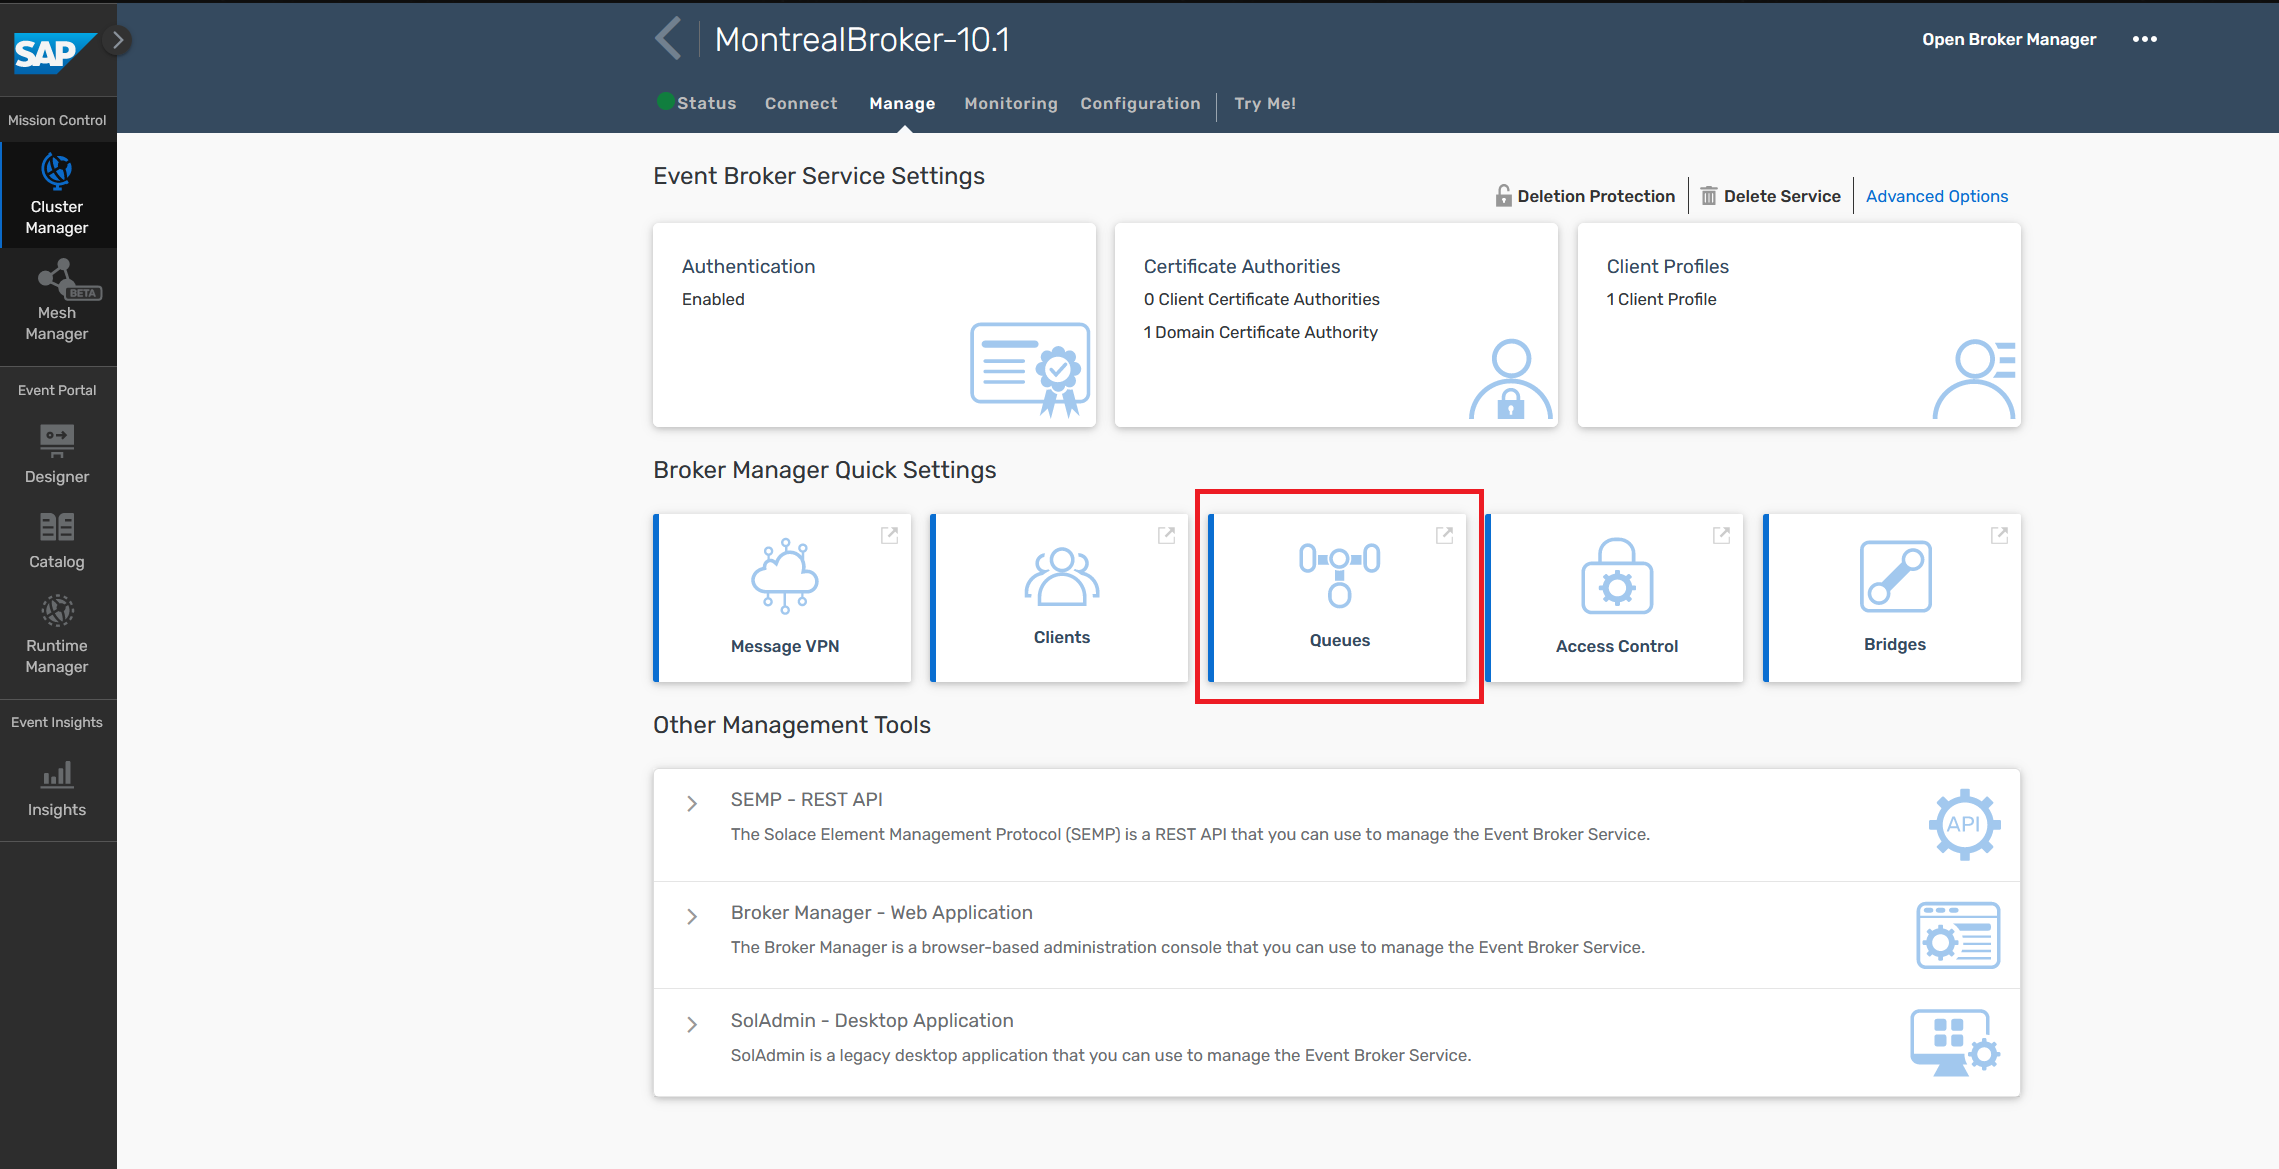 SAP
MontrealBroker-10.1
Open Broker Manager
Status Connect Manage Monitoring Configuration Try Me!
Mission Control
Cluster
Manager
BETA
Mesh
Manager
Event Portal
Designer
Catalog
Runtime
Manager
Event Insights
Insights
Event Broker Service Settings
Deletion Protection Delete Service Advanced Options
Authentication
Enabled
Certificate Authorities
0 Client Certificate Authorities
1 Domain Certificate Authority
Client Profiles
1 Client Profile
Broker Manager Quick Settings
Message VPN
Clients
Queues
Access Control
Bridges
Other Management Tools
SEMP - REST API
The Solace Element Management Protocol (SEMP) is a REST API that you can use to manage the Event Broker Service.
API
Broker Manager - Web Application
The Broker Manager is a browser-based administration console that you can use to manage the Event Broker Service.
SolAdmin - Desktop Application
SolAdmin is a legacy desktop application that you can use to manage the Event Broker Service.